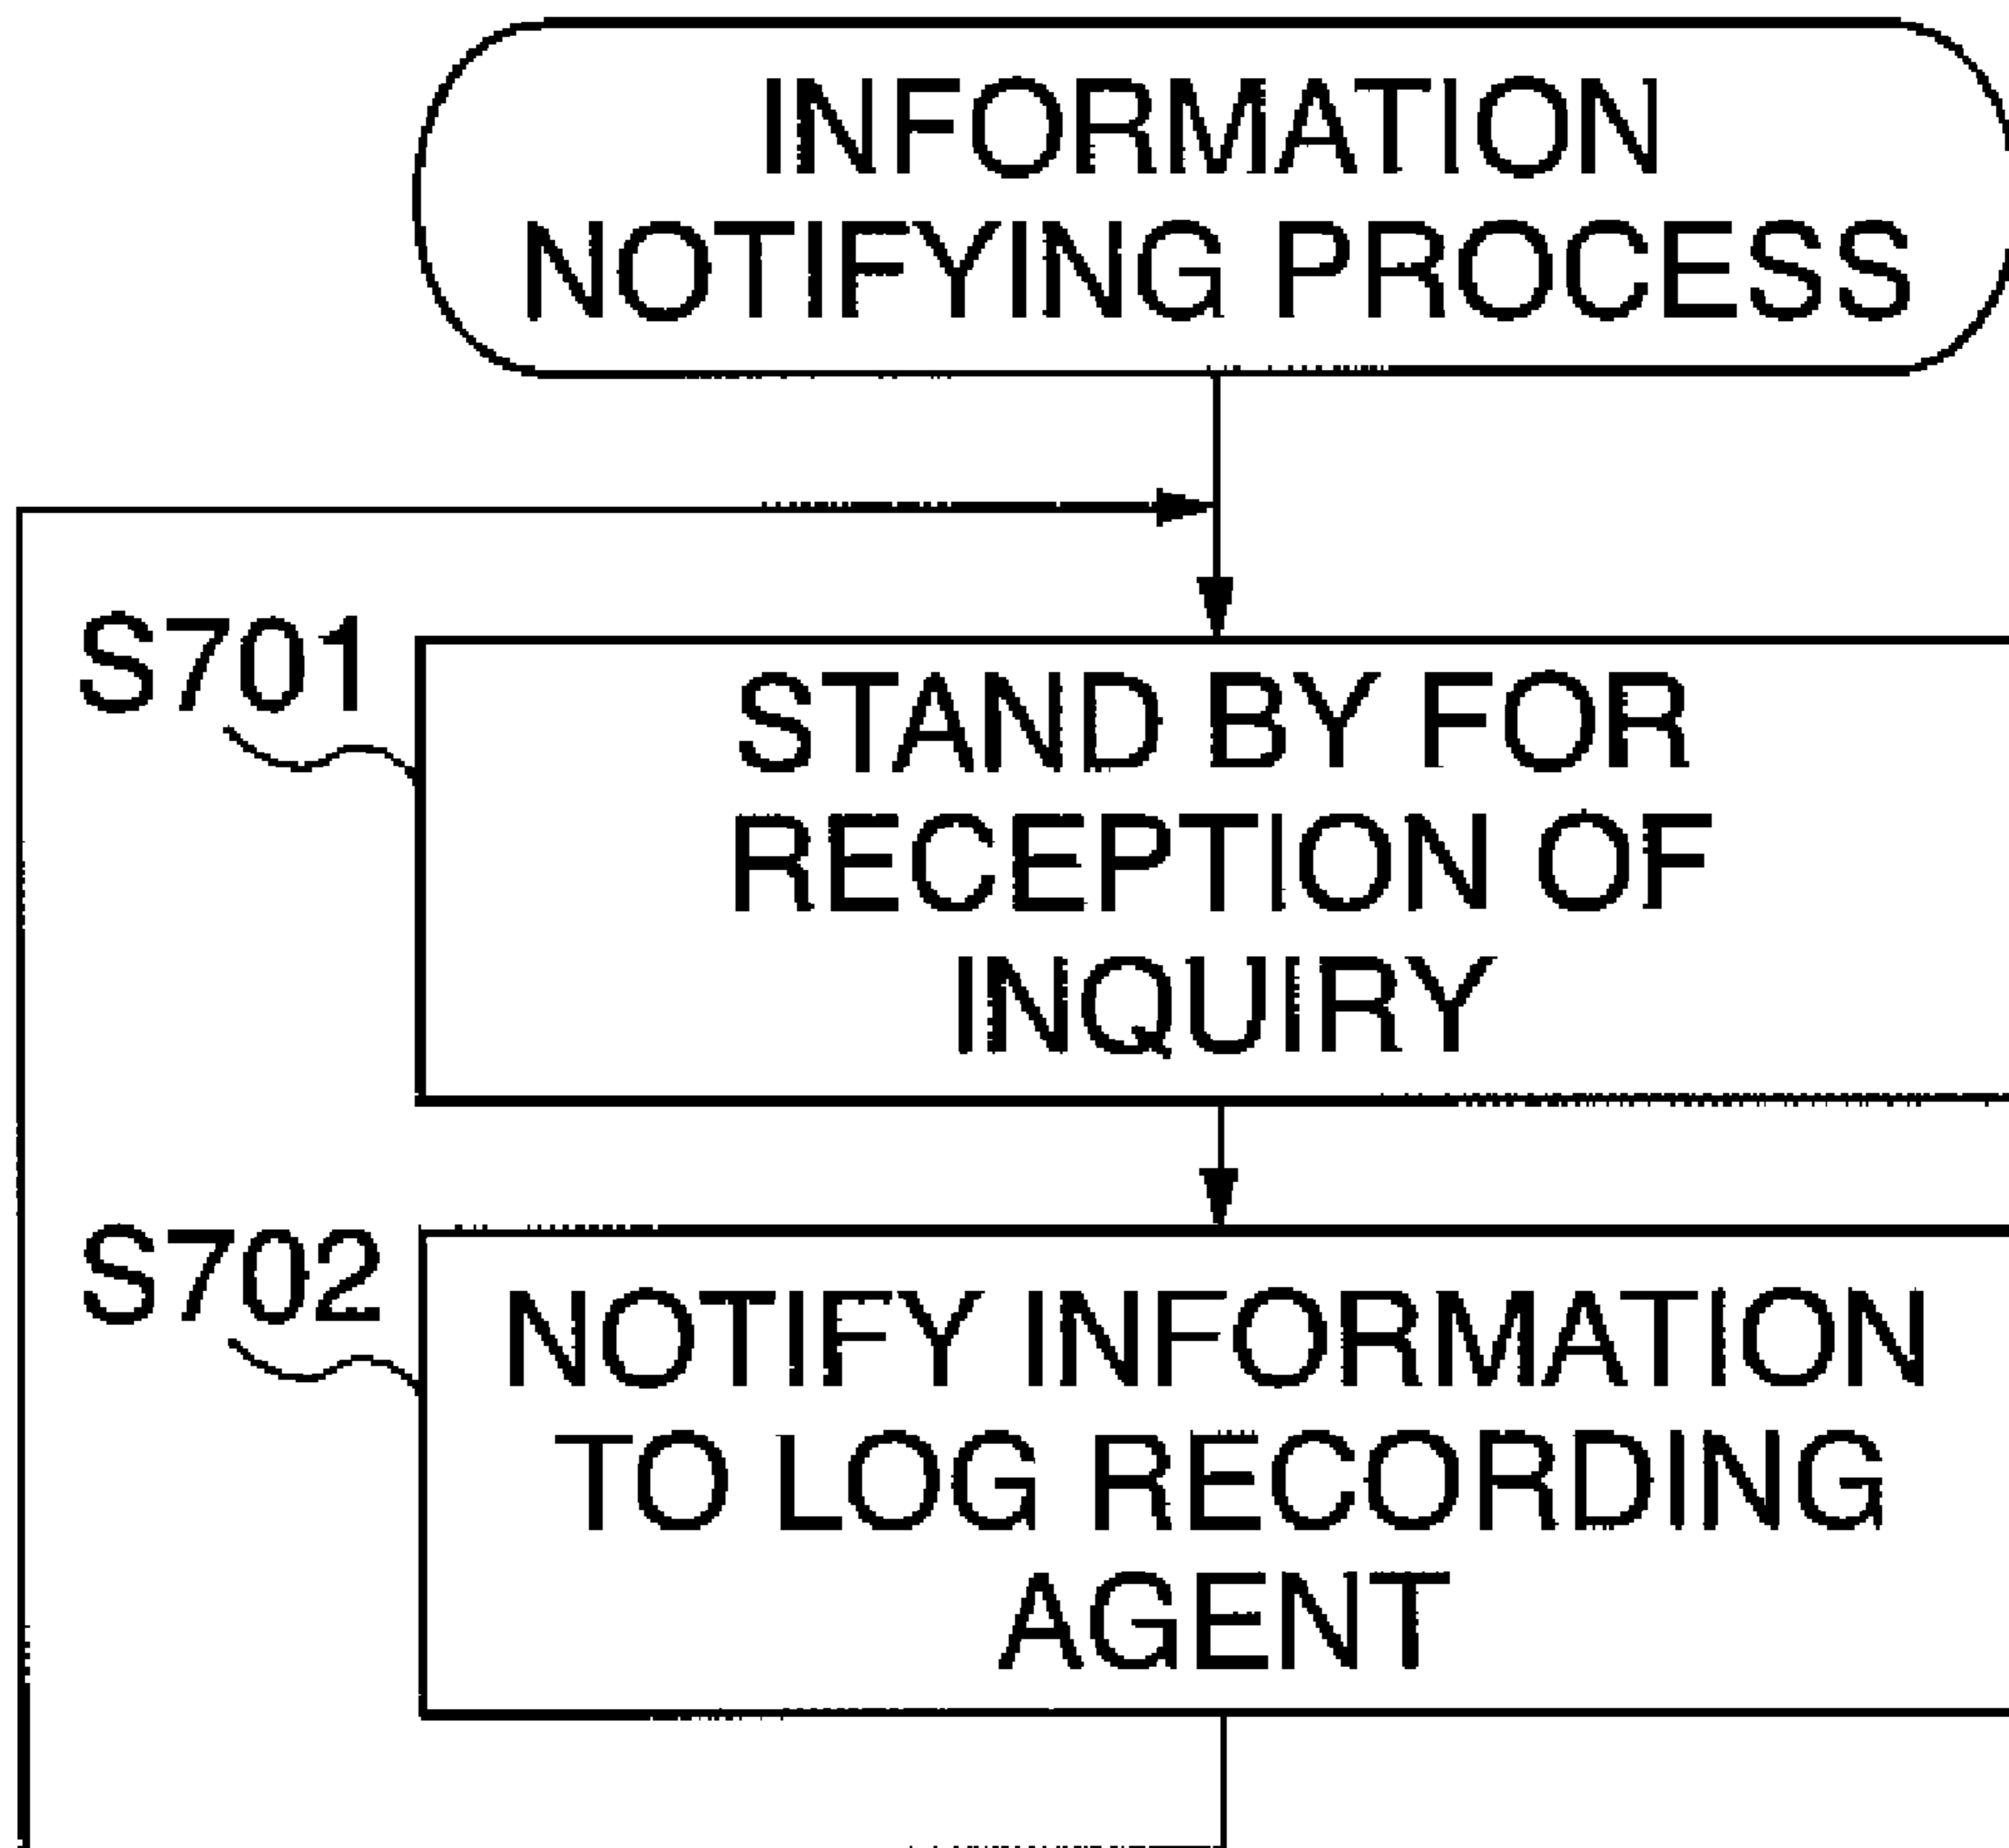 INFORMATION
NOTIFYING PROCESS
S701
STAND BY FOR
RECEPTION OF
INQUIRY
S702
NOTIFY INFORMATION
TO LOG RECORDING
AGENT